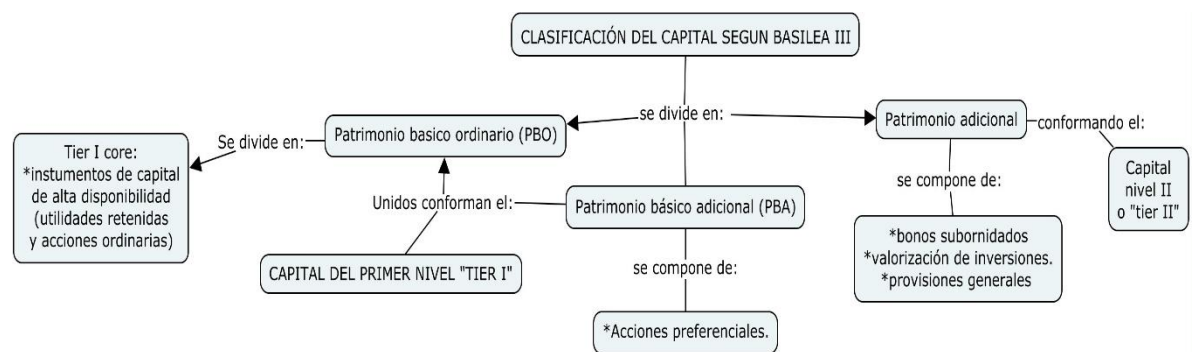 CLASIFICACIÓN DEL CAPITAL SEGUN BASILEA III
se divide en:
Patrimonio basico ordinario (PBO)
Se divide en:
Tier I core:
*instumentos de capital
de alta disponibilidad
(utilidades retenidas
y acciones ordinarias)
Unidos conforman el:
CAPITAL DEL PRIMER NIVEL "TIER I"
Patrimonio básico adicional (PBA)
se compone de:
*Acciones preferenciales.
Patrimonio adicional
conformando el:
Capital
nivel II
o "tier II"
se compone de:
*bonos subornidados
*valorización de inversiones.
*provisiones generales